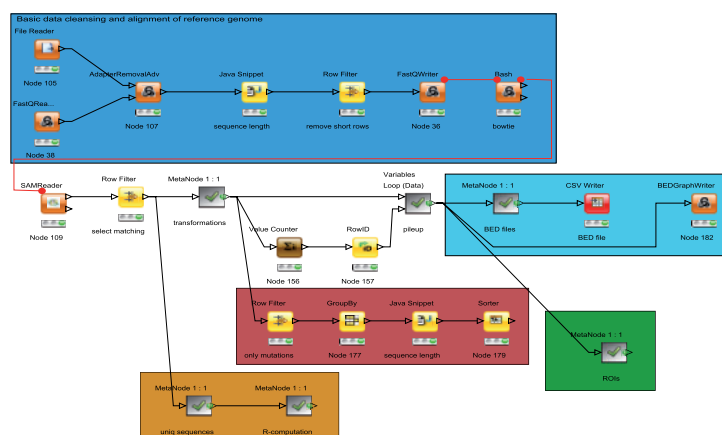 Basic data cleansing and alignment of reference genome
File Reader
Node 105
AdapterRemovalAdv
Node 107
Java Snippet
sequence length
Row Filter
remove short rows
FastQWriter
Node 36
Bash
bowtie
FastQRea...
Node 38
SAMReader
Node 109
Row Filter
select matching
MetaNode 1 : 1
transformations
Variables
Loop (Data)
pileup
MetaNode 1 : 1
BED files
CSV Writer
BED file
BEDGraphWriter
Node 182
Value Counter
Node 156
RowID
Node 157
Row Filter
only mutations
GroupBy
Node 177
Java Snippet
sequence length
Sorter
Node 179
MetaNode 1 : 1
ROIs
MetaNode 1 : 1
uniq sequences
MetaNode 1 : 1
R-computation